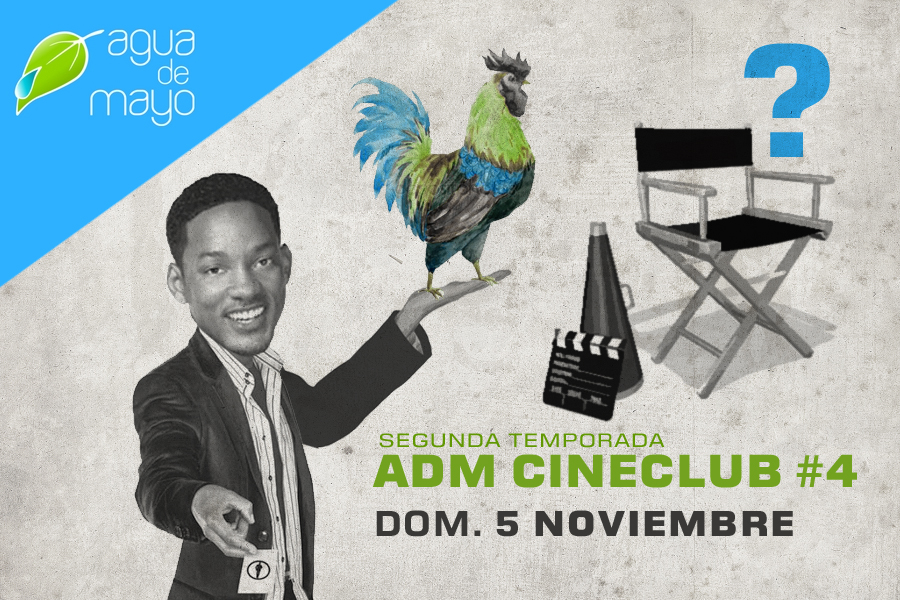 agua
de
mayo
?
SEGUNDA TEMPORADA
ADM CINECLUB #4
DOM. 5 NOVIEMBRE